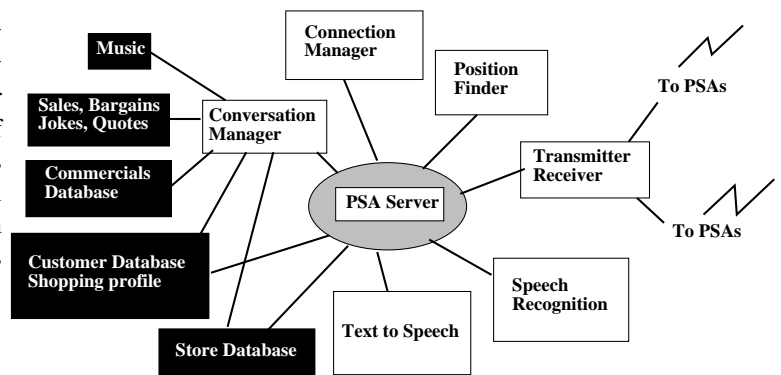 Music
Connection
Manager
Position
Finder
To PSAs
Sales, Bargains
Jokes, Quotes
Conversation
Manager
Commercials
Database
Transmitter
Receiver
PSA Server
To PSAs
Customer Database
Shopping profile
Speech
Recognition
Text to Speech
Store Database